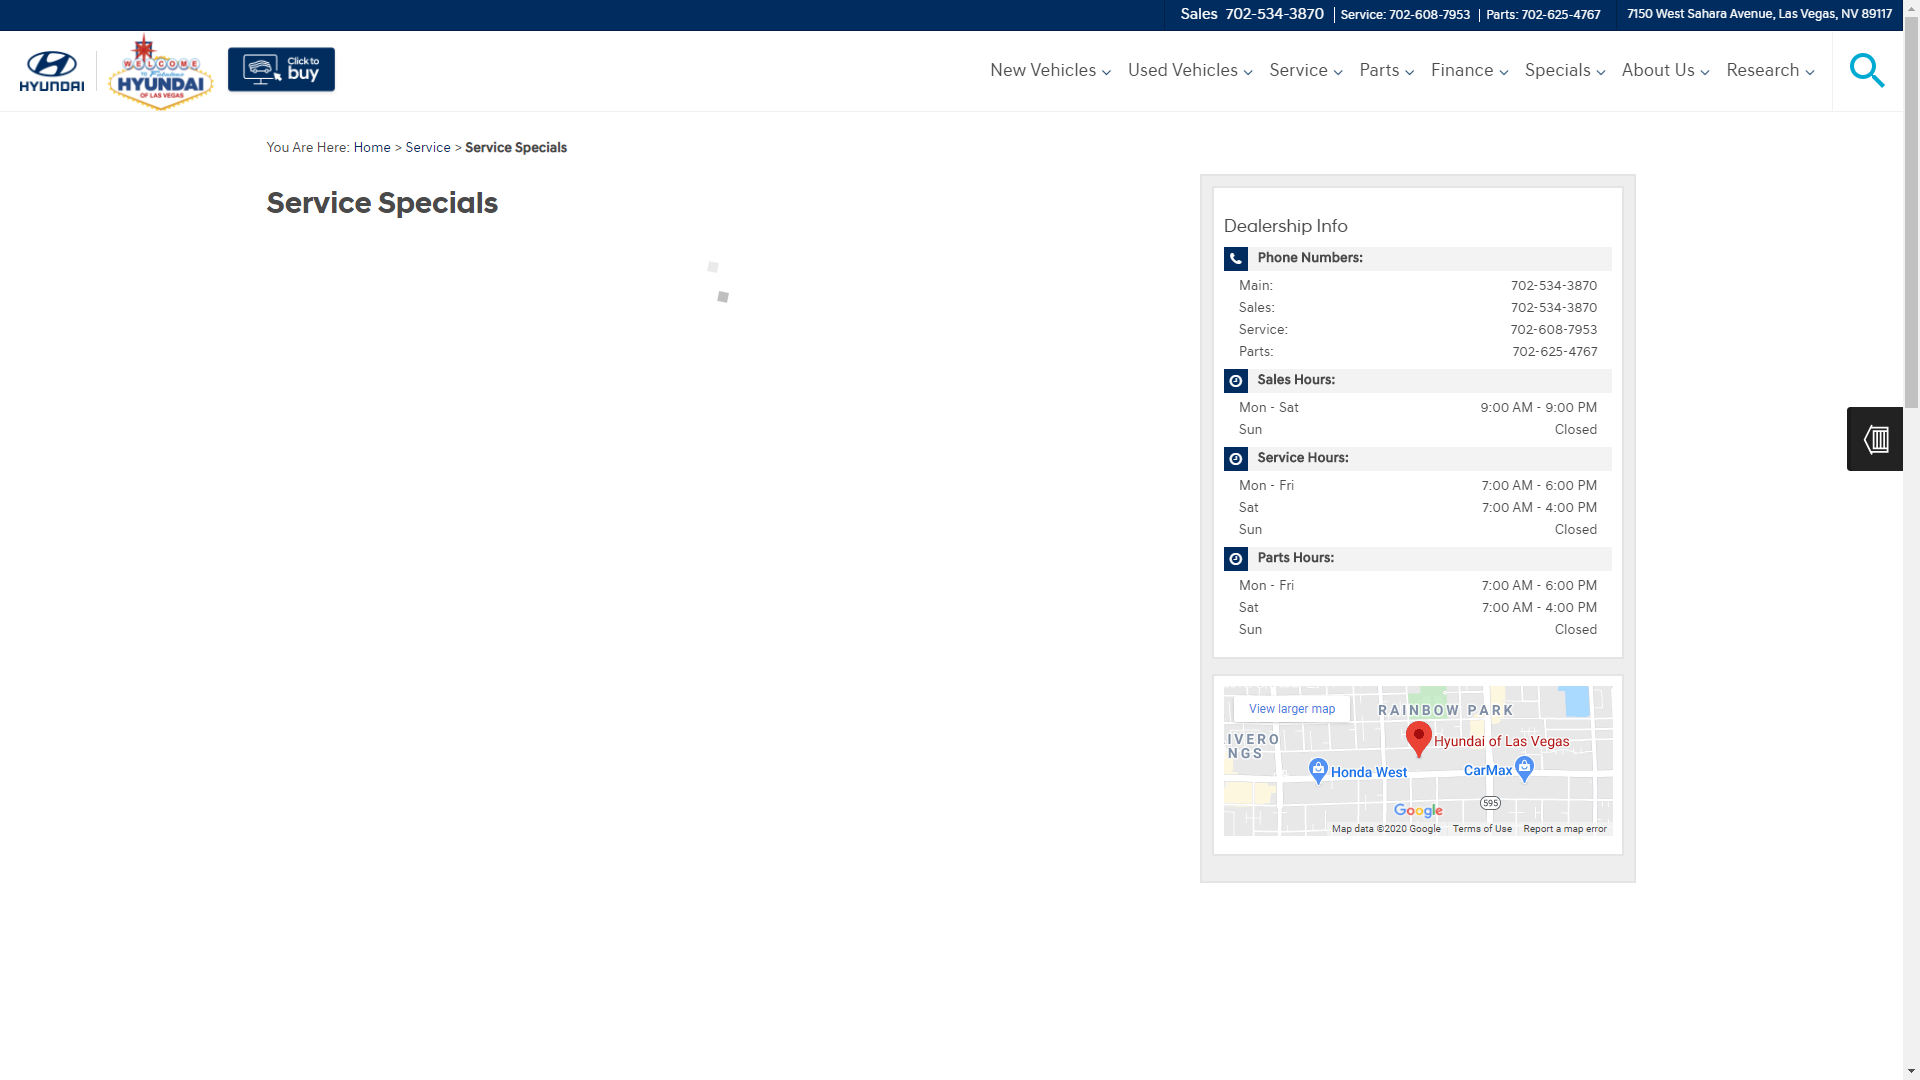 Sales 702-534-3870 | Service: 702-608-7953 | Parts: 702-625-4767 7150 West Sahara Avenue, Las Vegas, NV 89117
HYUNDAI
WELCOME
TO Fabulous
HYUNDAI
OF LAS VEGAS
Click to
buy
New Vehicles Used Vehicles Service Parts Finance Specials About Us Research
You Are Here: Home > Service > Service Specials
Service Specials
Dealership Info
Phone Numbers:
Main: 702-534-3870
Sales: 702-534-3870
Service: 702-608-7953
Parts: 702-625-4767
Sales Hours:
Mon - Sat 9:00 AM - 9:00 PM
Sun Closed
Service Hours:
Mon - Fri 7:00 AM - 6:00 PM
Sat 7:00 AM - 4:00 PM
Sun Closed
Parts Hours:
Mon - Fri 7:00 AM - 6:00 PM
Sat 7:00 AM - 4:00 PM
Sun Closed
View larger map
RAINBOW PARK
IVERO
NGS
Hyundai of Las Vegas
Honda West
CarMax
595
Google
Map data ©2020 Google Terms of Use Report a map error